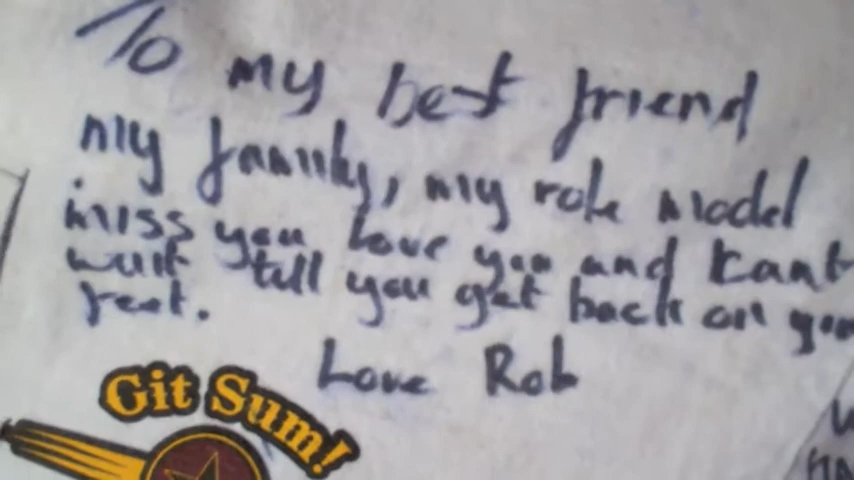 To my best friend
my family, my role model
miss you Love you and kant
wait till you get back on your
feet.
Love Rob
Git Sum!